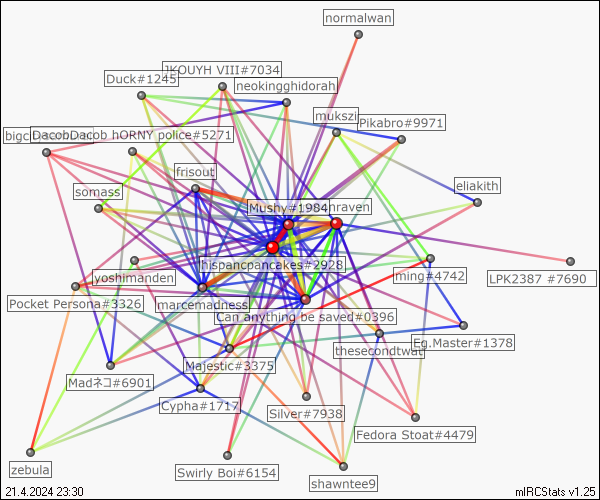 normalwan
JKOUYH VIII#7034
Duck#1245
neokingghidorah
mukszi
Pikabro#9971
DacobDacob hORNY police#5271
frisout
eliakith
somass
Mushy#1984
hispancpancakes#2928
yoshimanden
ming#4742
LPK2387 #7690
Pocket Persona#3326
marcemadness
Can anything be saved#0396
thesecondtwat
Eg.Master#1378
Majestic#3375
Madネコ#6901
Cypha#1717
Silver#7938
Fedora Stoat#4479
zebula
Swirly Boi#6154
shawntee9
21.4.2024 23:30
mIRCStats v1.25